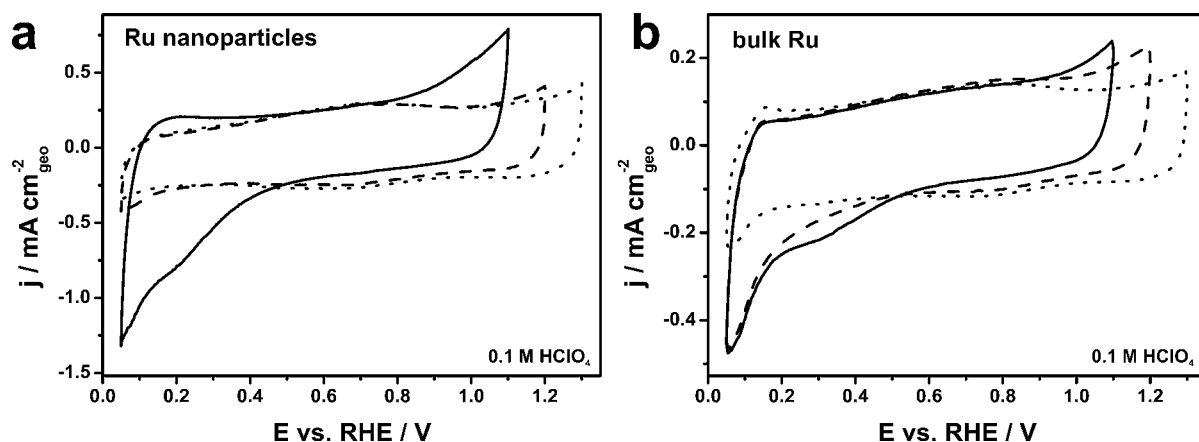 a
Ru nanoparticles
j / mA cm⁻²geo
0.5
0.0
-0.5
-1.0
-1.5
0.1 M HClO₄
0.0 0.2 0.4 0.6 0.8 1.0 1.2
E vs. RHE / V
b
bulk Ru
j / mA cm⁻²geo
0.2
0.0
-0.2
-0.4
0.1 M HClO₄
0.0 0.2 0.4 0.6 0.8 1.0 1.2
E vs. RHE / V